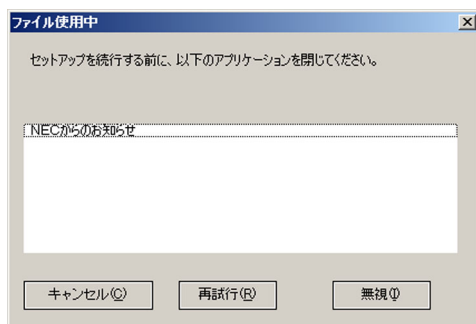 ファイル使用中
セットアップを続行する前に、以下のアプリケーションを閉じてください。
NECからのお知らせ
キャンセル(C)
再試行(R)
無視(I)